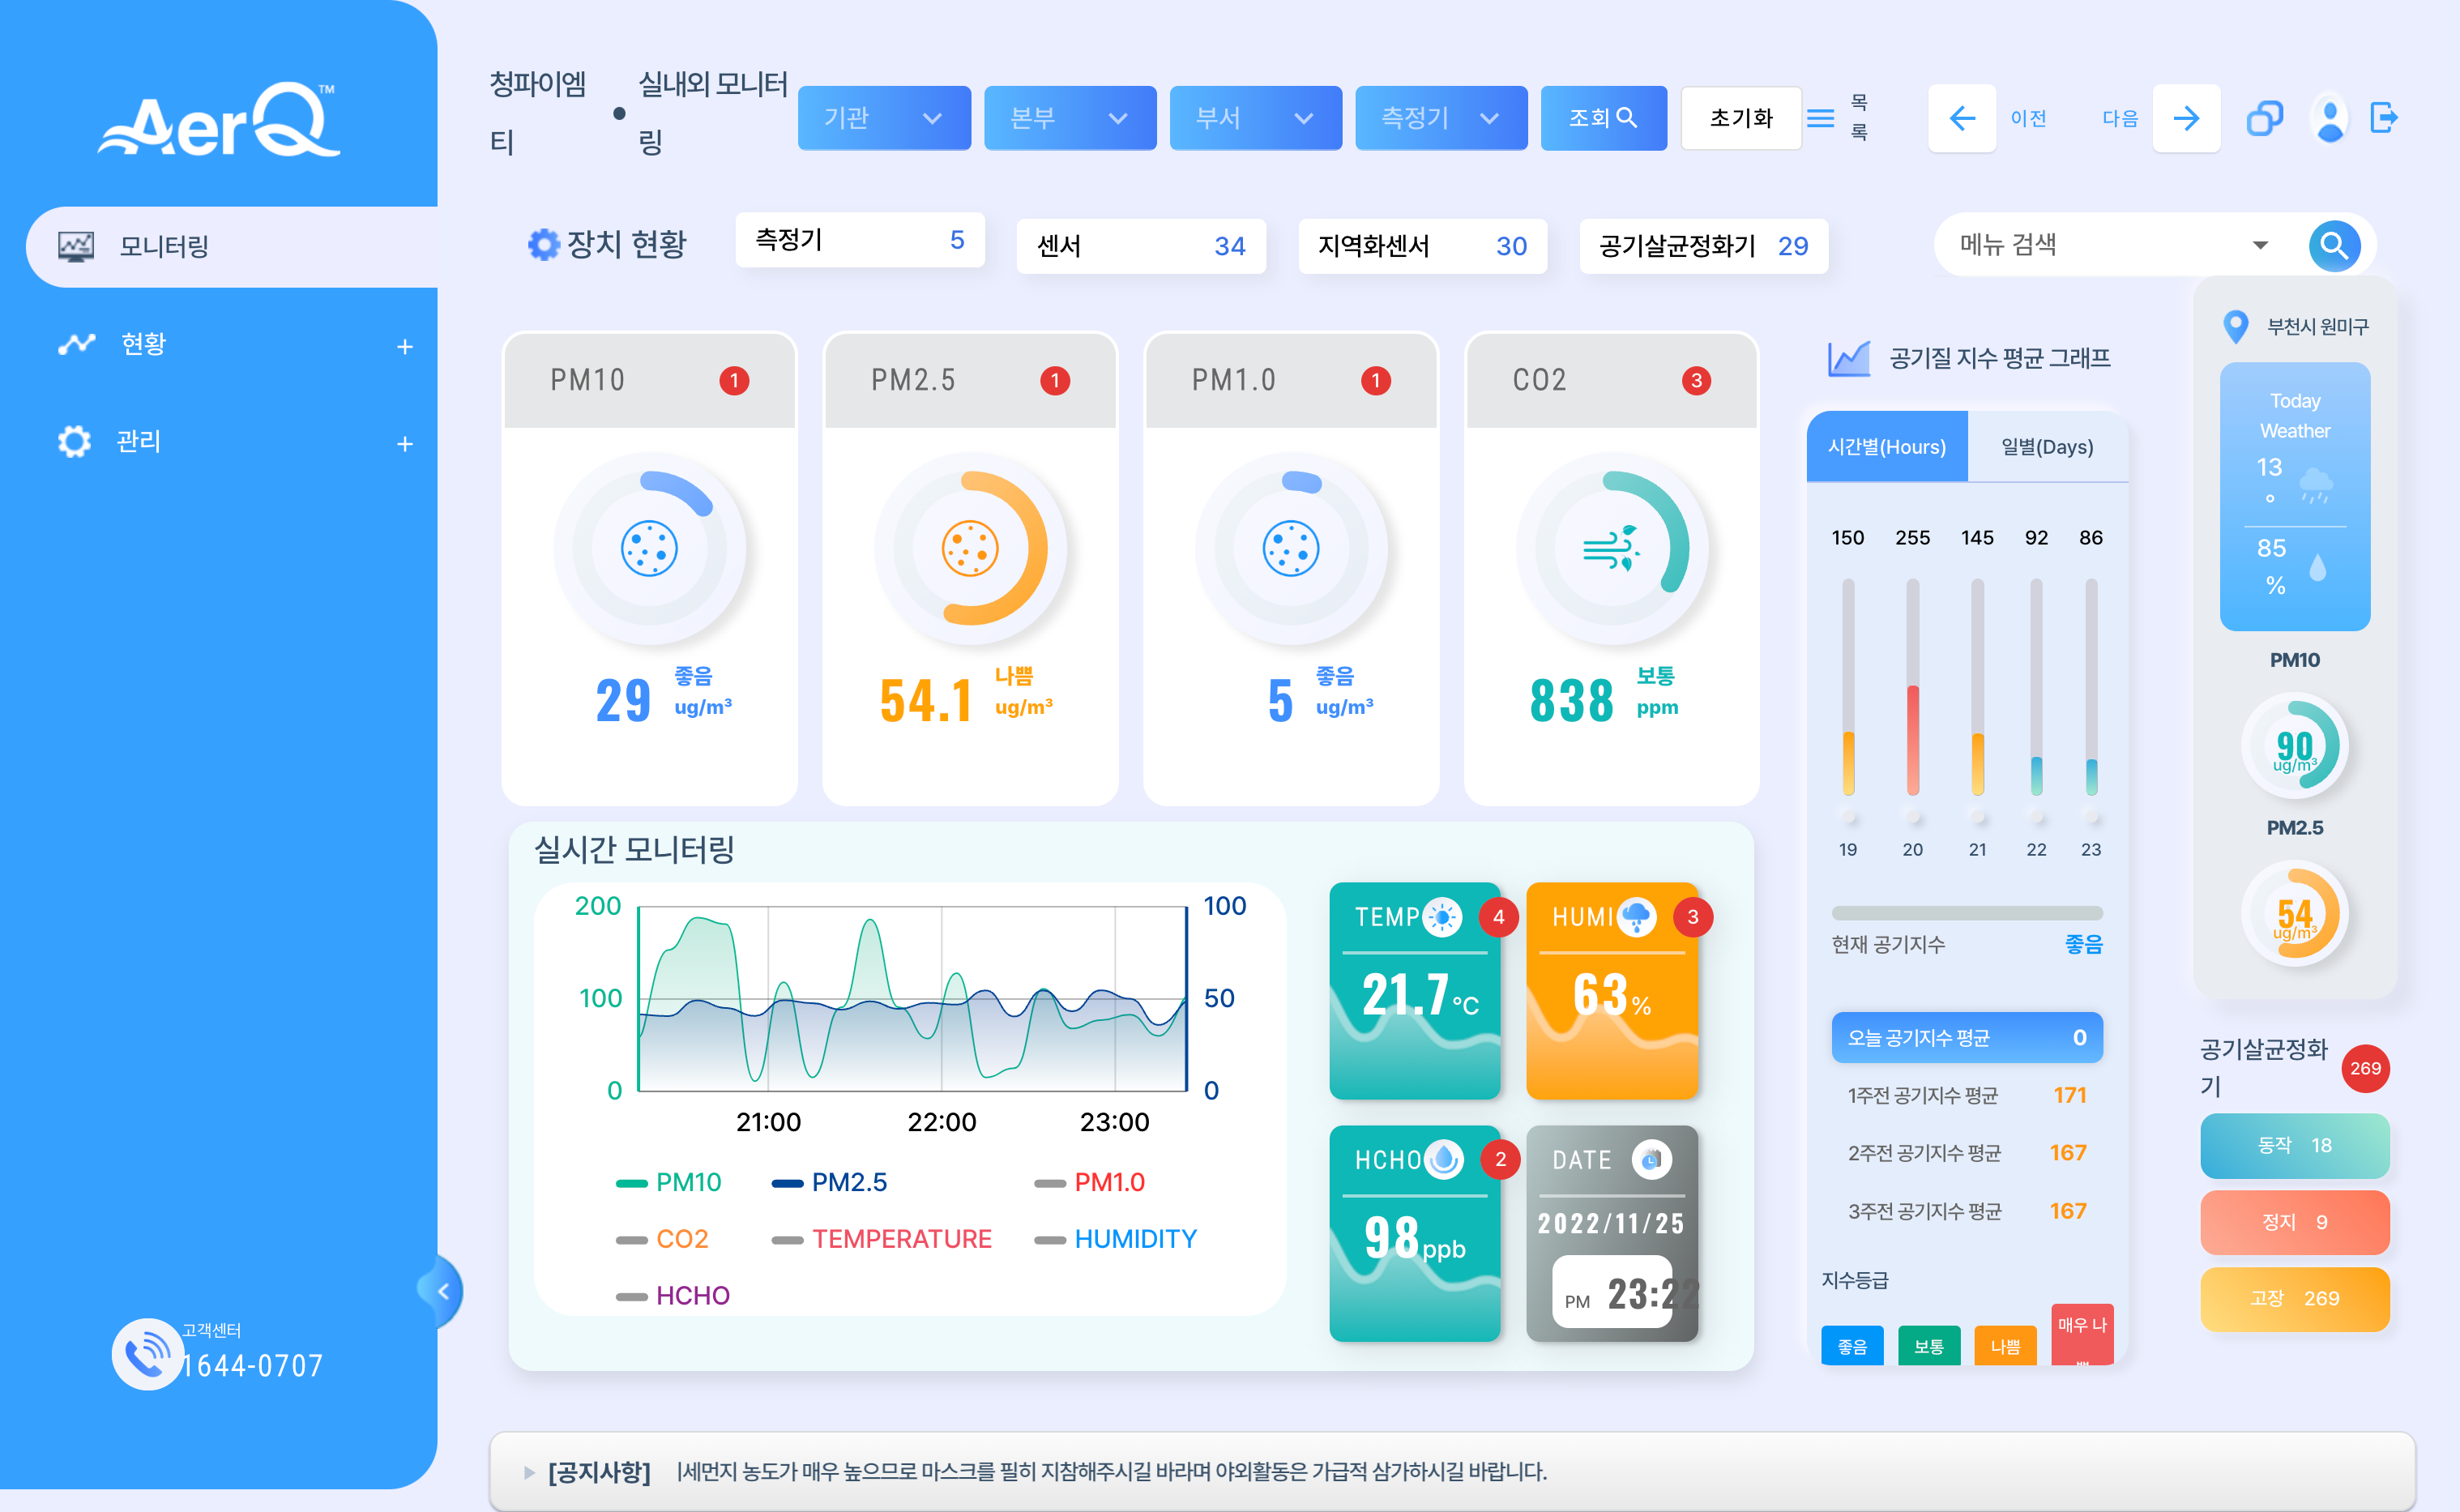 AerQ™
모니터링
현황 +
관리 +
고객센터
1644-0707
청파이엠
티
실내외 모니터
링
기관
본부
부서
측정기
조회
초기화
목
록
이전
다음
장치 현황
측정기 5
센서 34
지역화센서 30
공기살균정화기 29
메뉴 검색
PM10 1
29 좋음
ug/m³
PM2.5 1
54.1 나쁨
ug/m³
PM1.0 1
5 좋음
ug/m³
CO2 3
838 보통
ppm
실시간 모니터링
200
100
0
100
50
0
21:00 22:00 23:00
PM10 PM2.5 PM1.0
CO2 TEMPERATURE HUMIDITY
HCHO
TEMP 4
21.7°C
HUMI 3
63%
HCHO 2
98ppb
DATE
2022/11/25
PM 23:22
공기질 지수 평균 그래프
시간별(Hours) 일별(Days)
150 255 145 92 86
19 20 21 22 23
현재 공기지수 좋음
오늘 공기지수 평균 0
1주전 공기지수 평균 171
2주전 공기지수 평균 167
3주전 공기지수 평균 167
지수등급
좋음 보통 나쁨 매우 나
부천시 원미구
Today
Weather
13
°
85
%
PM10
90
ug/m³
PM2.5
54
ug/m³
공기살균정화
기
269
동작 18
정지 9
고장 269
[공지사항] 세먼지 농도가 매우 높으므로 마스크를 필히 지참해주시길 바라며 야외활동은 가급적 삼가하시길 바랍니다.